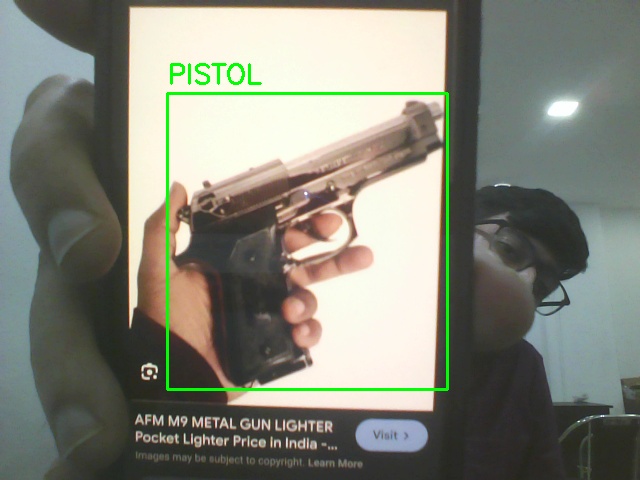 PISTOL
AFM M9 METAL GUN LIGHTER
Pocket Lighter Price in India -...
Visit >
Images may be subject to copyright. Learn More